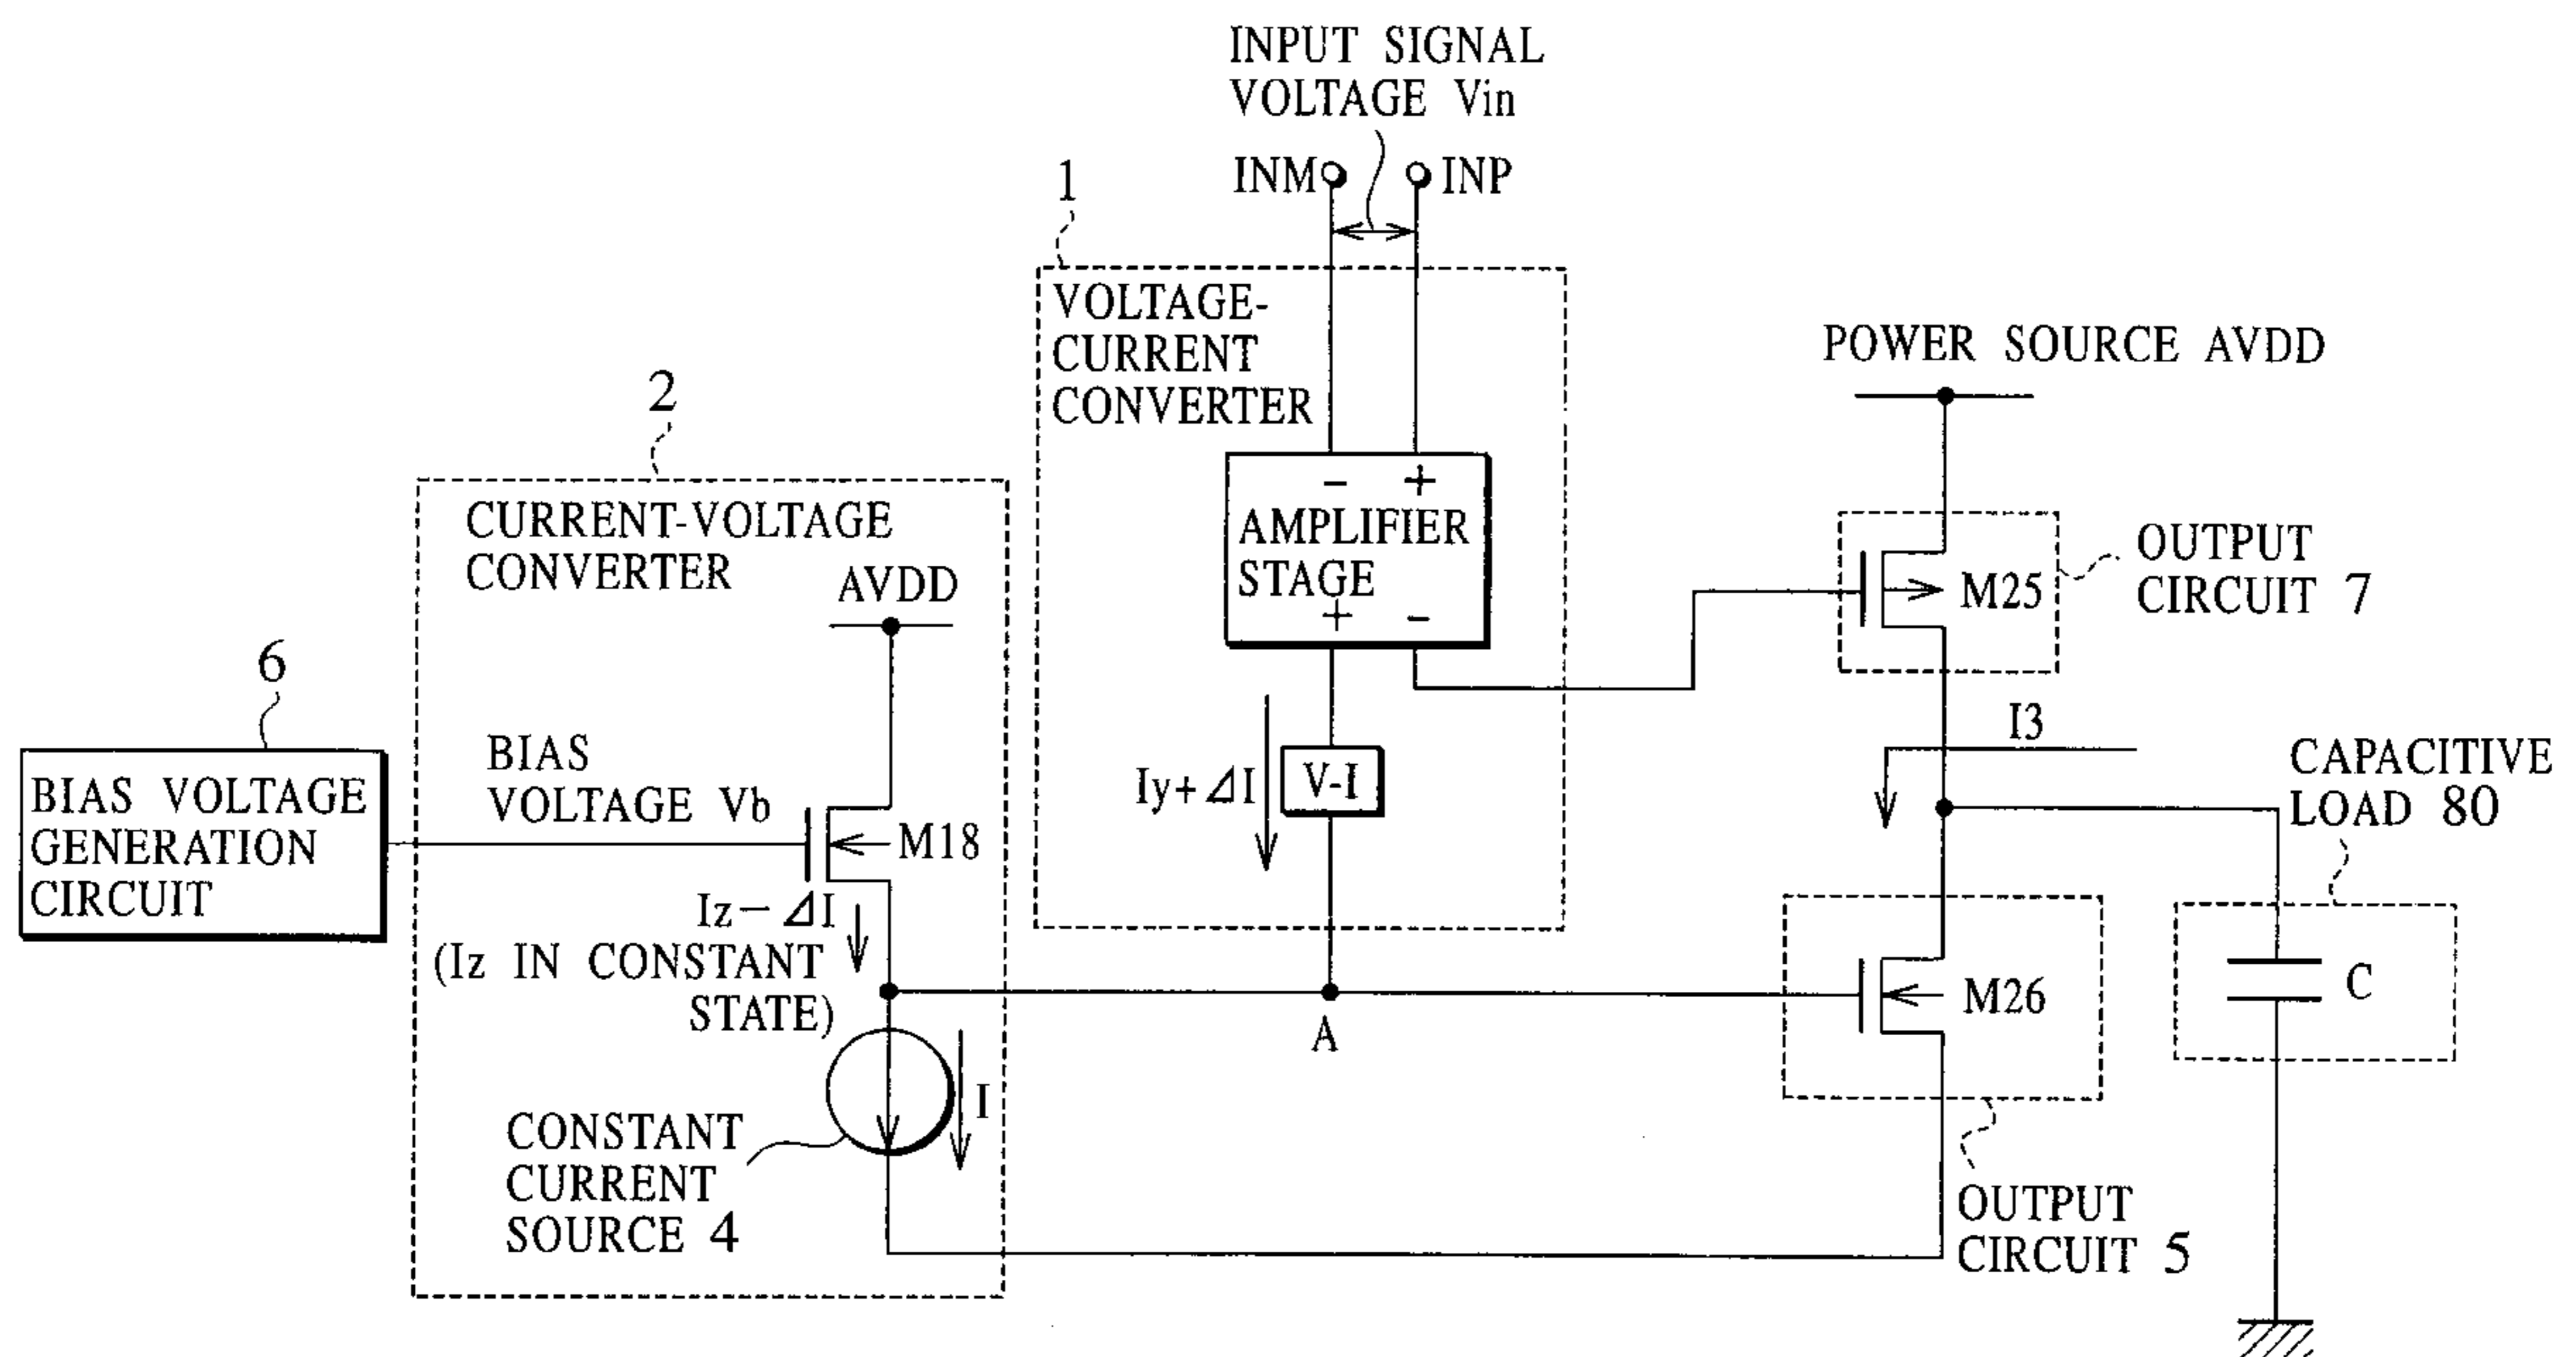 INPUT SIGNAL
VOLTAGE Vin
INM
INP
1
VOLTAGE-
CURRENT
CONVERTER
POWER SOURCE AVDD
2
CURRENT-VOLTAGE
CONVERTER
AVDD
− +
AMPLIFIER
STAGE
+ −
M25
OUTPUT
CIRCUIT 7
6
BIAS VOLTAGE
GENERATION
CIRCUIT
BIAS
VOLTAGE Vb
M18
Iy+ΔI
V-I
I3
CAPACITIVE
LOAD 80
Iz−ΔI
(Iz IN CONSTANT
STATE)
A
M26
C
I
CONSTANT
CURRENT
SOURCE 4
OUTPUT
CIRCUIT 5